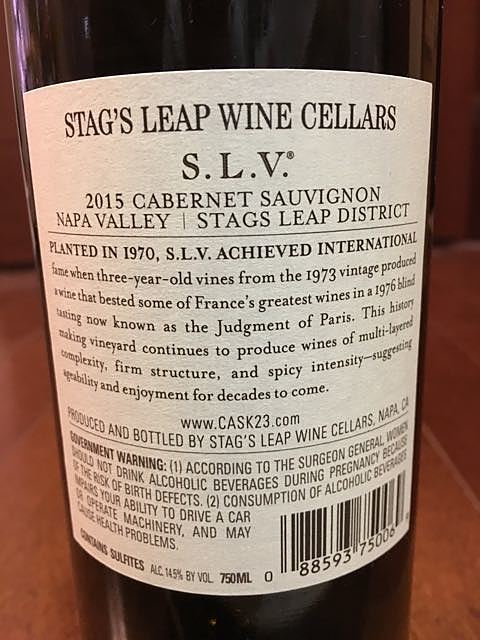 STAG'S LEAP WINE CELLARS
S.L.V.®
2015 CABERNET SAUVIGNON
NAPA VALLEY | STAGS LEAP DISTRICT
PLANTED IN 1970, S.L.V. ACHIEVED INTERNATIONAL
fame when three-year-old vines from the 1973 vintage produced
a wine that bested some of France's greatest wines in a 1976 blind
tasting now known as the Judgment of Paris. This history
making vineyard continues to produce wines of multi-layered
complexity, firm structure, and spicy intensity—suggesting
ageability and enjoyment for decades to come.
www.CASK23.com
PRODUCED AND BOTTLED BY STAG'S LEAP WINE CELLARS, NAPA, CA
GOVERNMENT WARNING: (1) ACCORDING TO THE SURGEON GENERAL, WOMEN
SHOULD NOT DRINK ALCOHOLIC BEVERAGES DURING PREGNANCY BECAUSE
OF THE RISK OF BIRTH DEFECTS. (2) CONSUMPTION OF ALCOHOLIC BEVERAGES
IMPAIRS YOUR ABILITY TO DRIVE A CAR
OR OPERATE MACHINERY, AND MAY
CAUSE HEALTH PROBLEMS.
CONTAINS SULFITES ALC. 14.5% BY VOL. 750ML
0 88593 75006